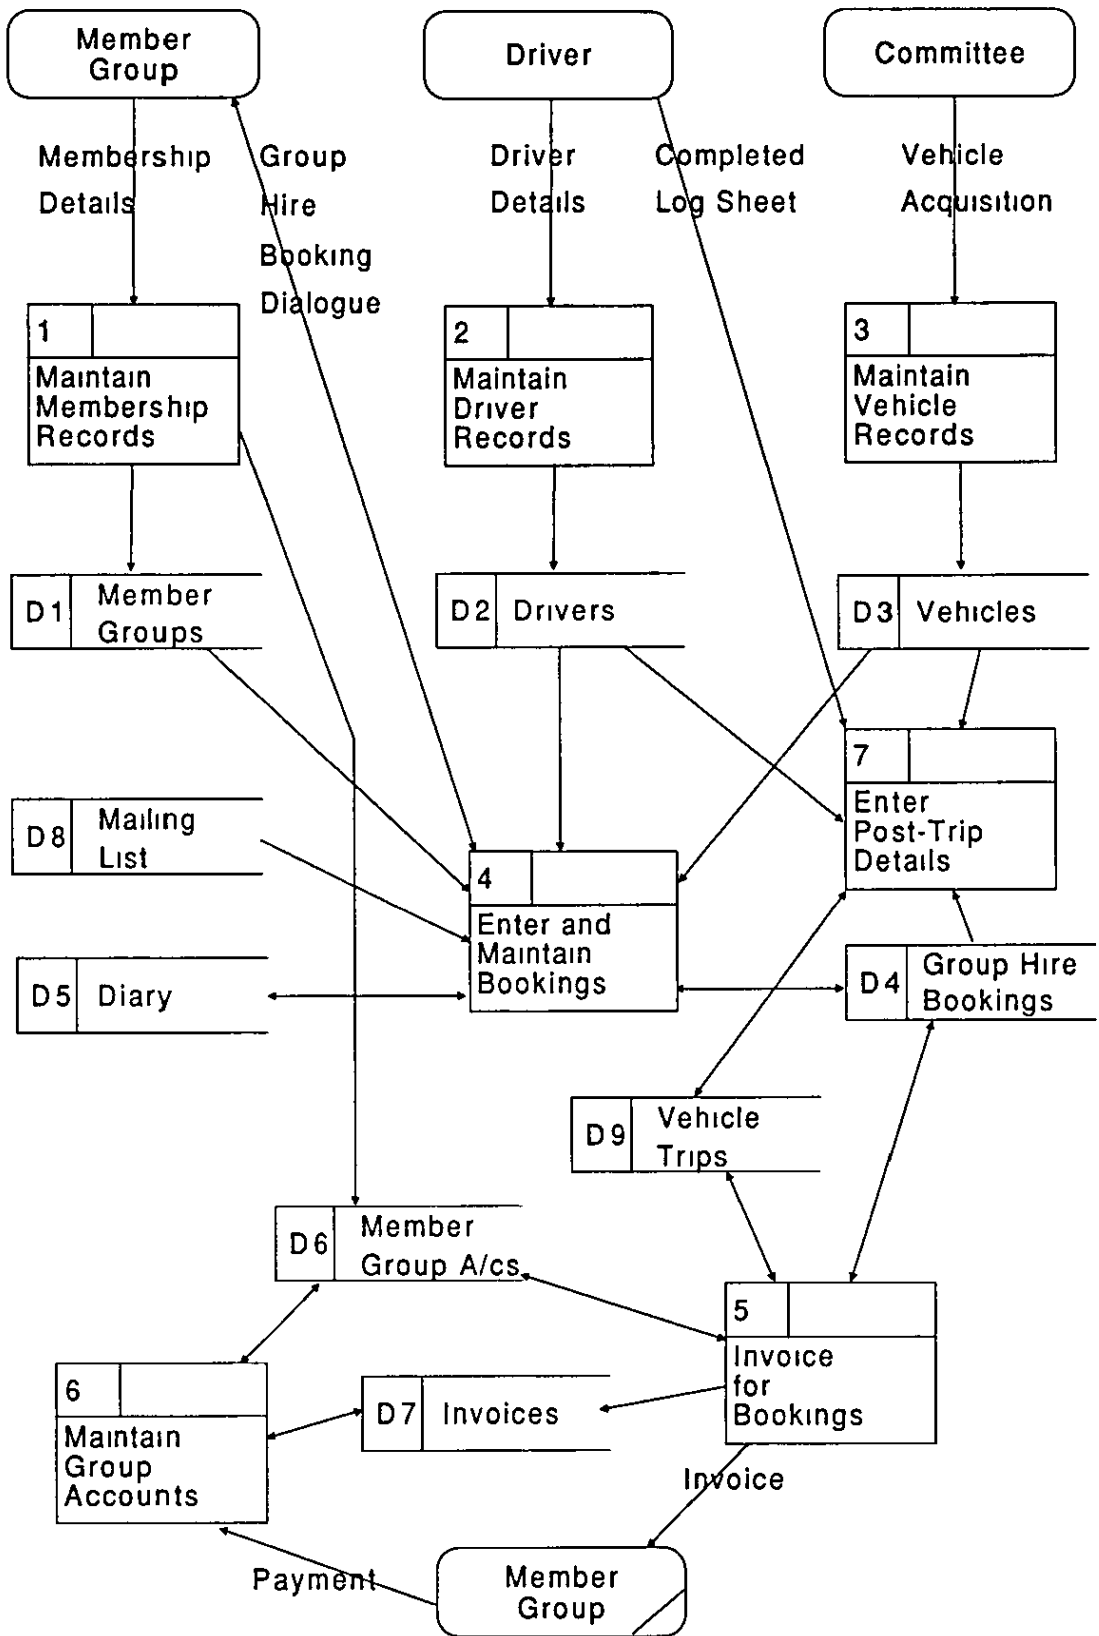 Member
Group
Driver
Committee
Membership
Details
Group
Hire
Booking
Dialogue
Driver
Details
Completed
Log Sheet
Vehicle
Acquisition
1
Maintain
Membership
Records
2
Maintain
Driver
Records
3
Maintain
Vehicle
Records
D1
Member
Groups
D2
Drivers
D3
Vehicles
7
Enter
Post-Trip
Details
D8
Mailing
List
4
Enter and
Maintain
Bookings
D5
Diary
D4
Group Hire
Bookings
D9
Vehicle
Trips
D6
Member
Group A/cs
5
Invoice
for
Bookings
6
Maintain
Group
Accounts
D7
Invoices
Invoice
Payment
Member
Group